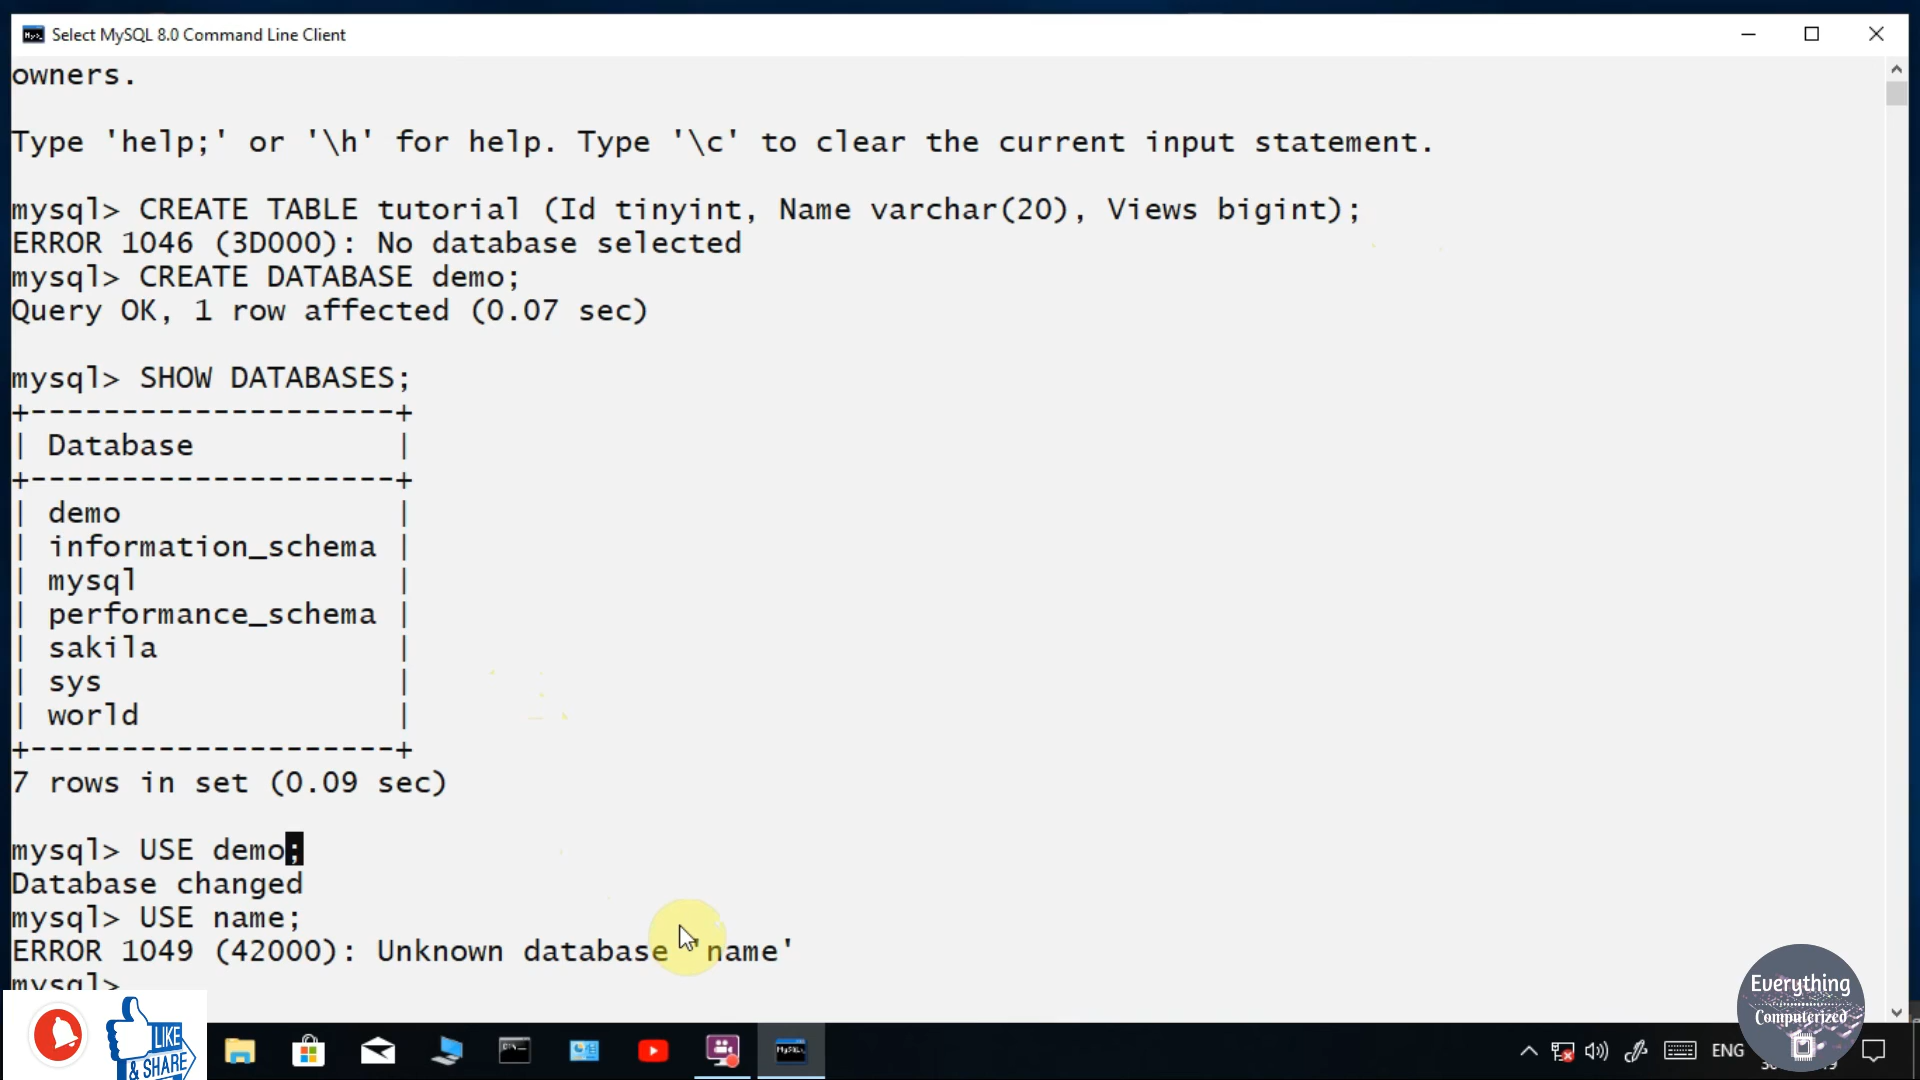 Select MySQL 8.0 Command Line Client
owners.
Type 'help;' or '\h' for help. Type '\c' to clear the current input statement.
mysql> CREATE TABLE tutorial (Id tinyint, Name varchar(20), Views bigint);
ERROR 1046 (3D000): No database selected
mysql> CREATE DATABASE demo;
Query OK, 1 row affected (0.07 sec)
mysql> SHOW DATABASES;
+--------------------+
| Database           |
+--------------------+
| demo               |
| information_schema |
| mysql              |
| performance_schema |
| sakila             |
| sys                |
| world              |
+--------------------+
7 rows in set (0.09 sec)
mysql> USE demo;
Database changed
mysql> USE name;
ERROR 1049 (42000): Unknown database 'name'
mysql>
LIKE
& SHARE
ENG
Everything
Computerized